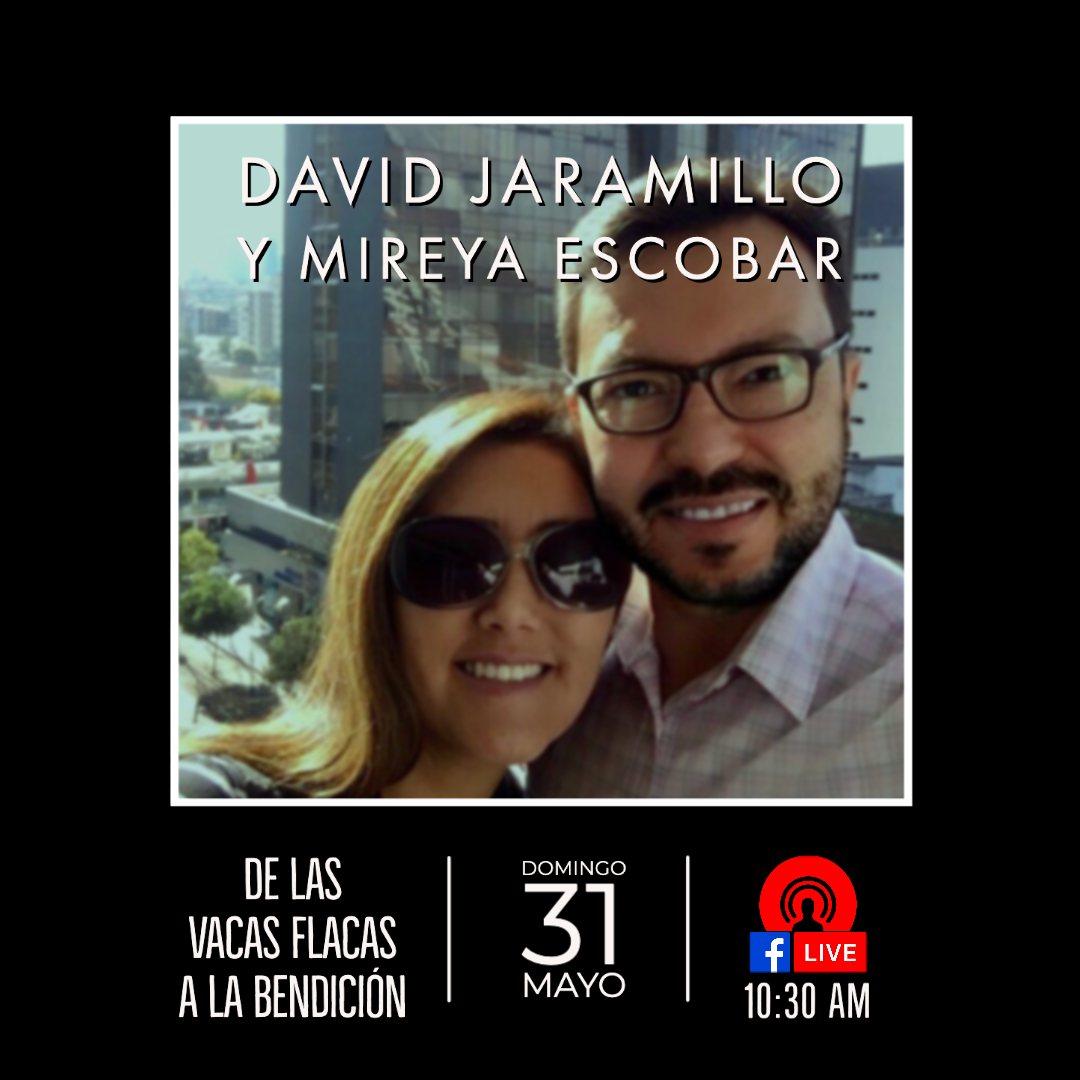 DAVID JARAMILLO
Y MIREYA ESCOBAR
DE LAS
VACAS FLACAS
A LA BENDICIÓN
DOMINGO
31
MAYO
f LIVE
10:30 AM